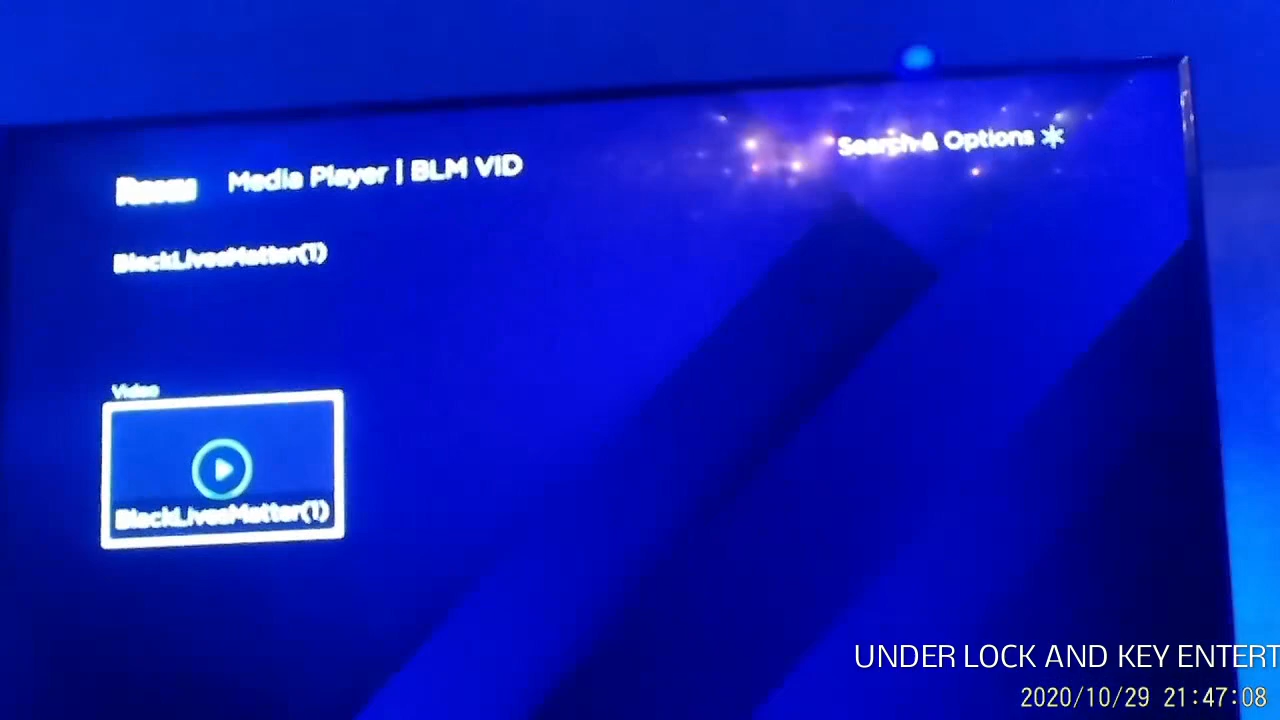 Roku Media Player | BLM VID
Search & Options
BlackLivesMatter(1)
Video
BlackLivesMatter(1)
UNDER LOCK AND KEY ENTERT
2020/10/29 21:47:08